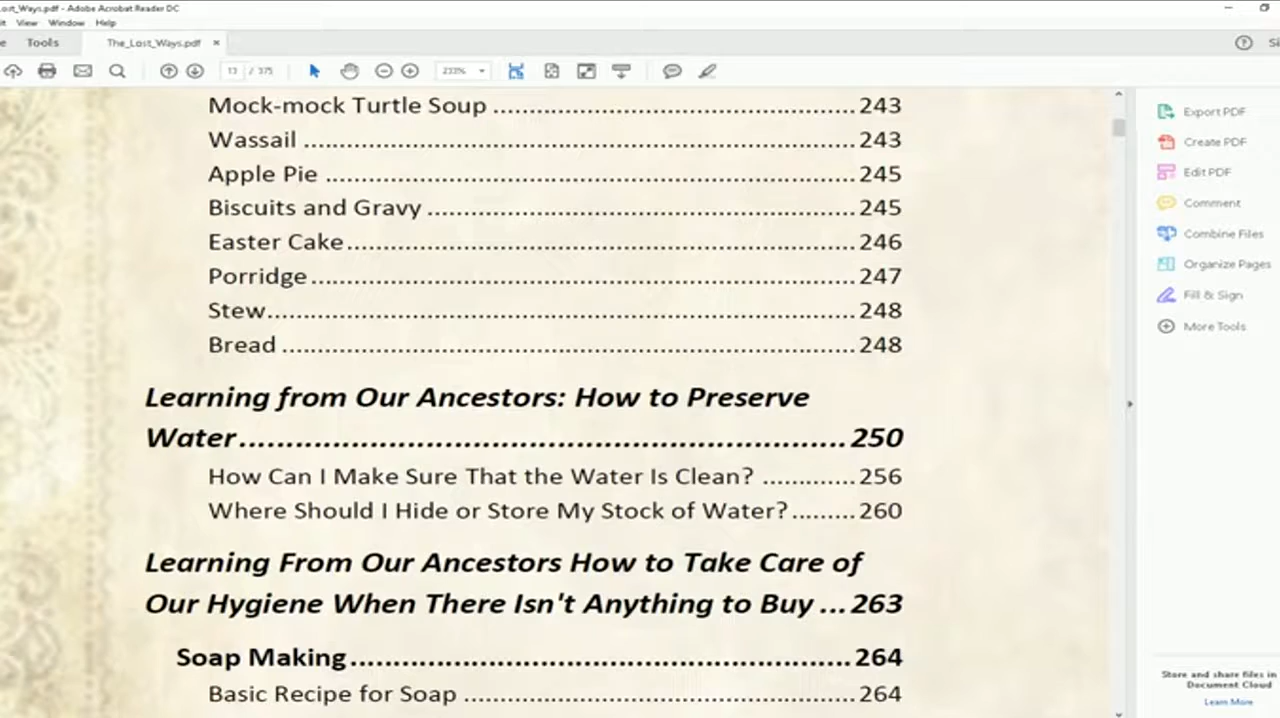 Lost_Ways.pdf - Adobe Acrobat Reader DC
it View Window Help
e Tools The_Lost_Ways.pdf × Si
13 / 375 233%
Mock-mock Turtle Soup ........................................................243
Wassail ........................................................243
Apple Pie ........................................................245
Biscuits and Gravy ........................................................245
Easter Cake........................................................246
Porridge........................................................247
Stew........................................................248
Bread ........................................................248
Learning from Our Ancestors: How to Preserve
Water........................................................250
How Can I Make Sure That the Water Is Clean? ............256
Where Should I Hide or Store My Stock of Water?.........260
Learning From Our Ancestors How to Take Care of
Our Hygiene When There Isn't Anything to Buy ...263
Soap Making........................................................264
Basic Recipe for Soap ........................................................264
Export PDF
Create PDF
Edit PDF
Comment
Combine Files
Organize Pages
Fill & Sign
More Tools
Store and share files in
Document Cloud
Learn More